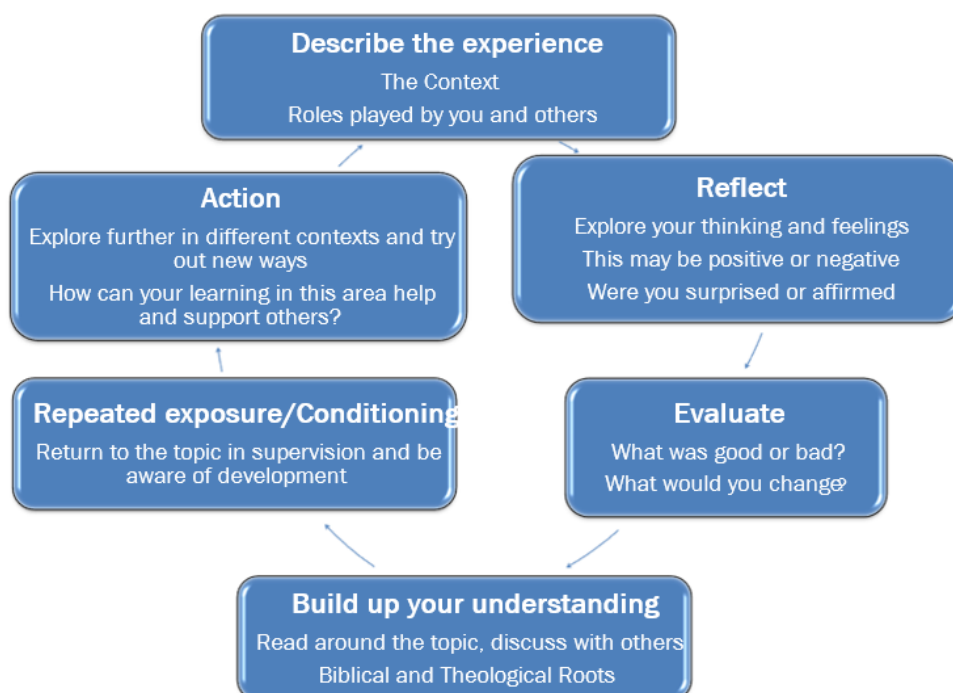 Describe the experience
The Context
Roles played by you and others
Reflect
Explore your thinking and feelings
This may be positive or negative
Were you surprised or affirmed
Evaluate
What was good or bad?
What would you change?
Build up your understanding
Read around the topic, discuss with others
Biblical and Theological Roots
Repeated exposure/Conditioning
Return to the topic in supervision and be
aware of development
Action
Explore further in different contexts and try
out new ways
How can your learning in this area help
and support others?